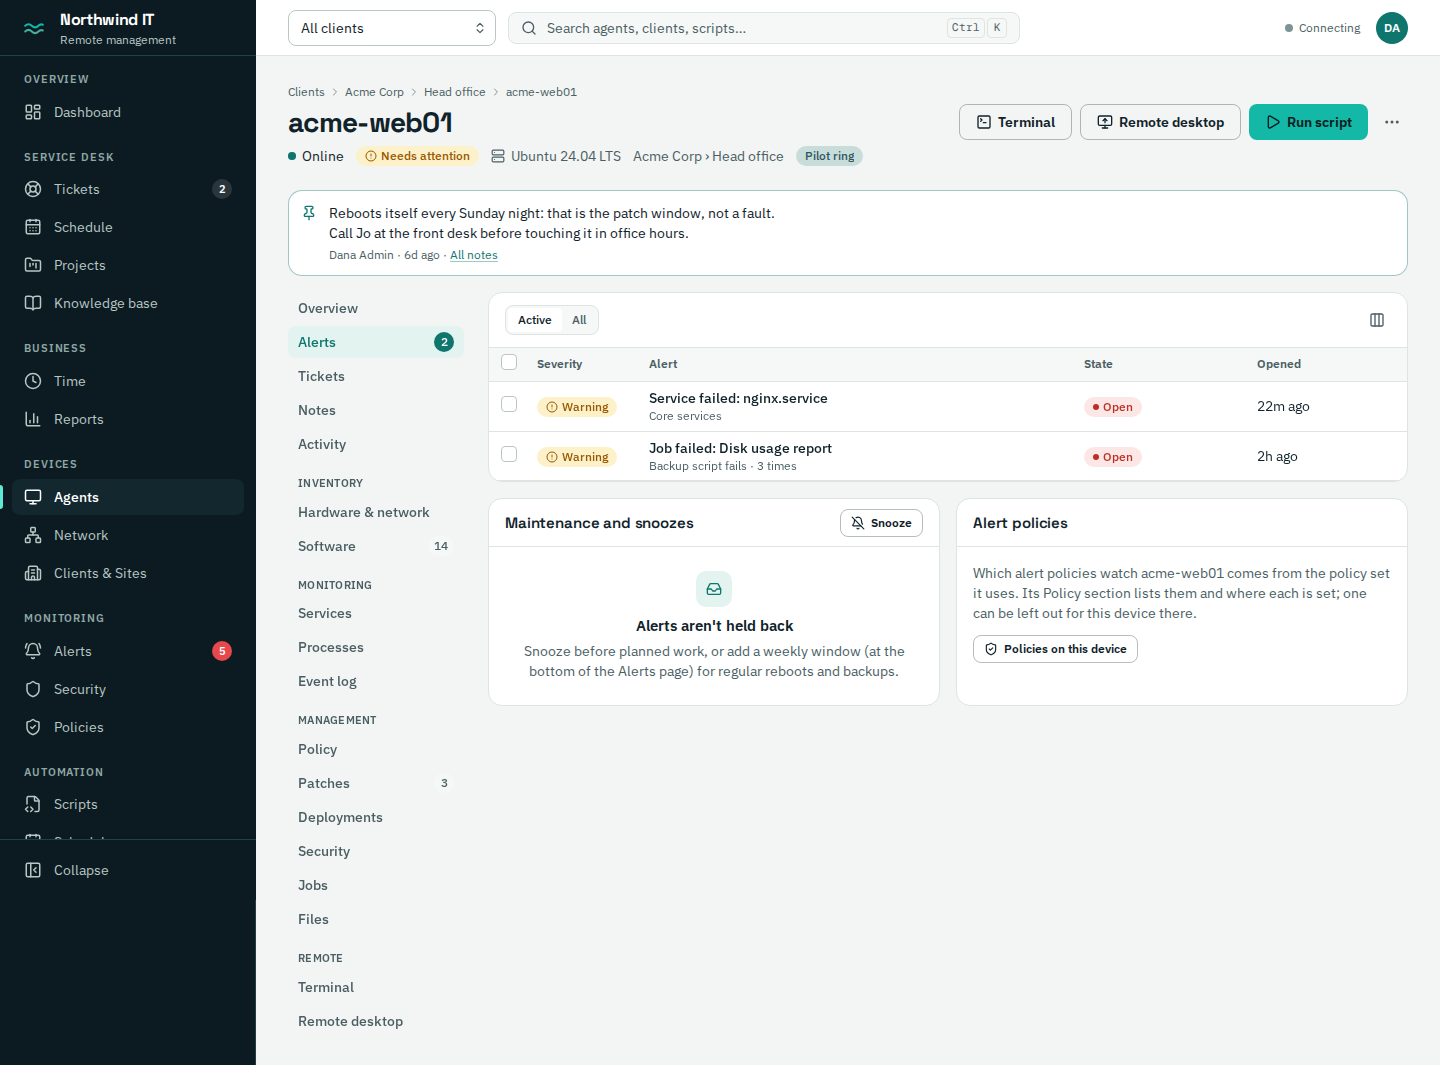 Northwind IT
Remote management
All clients
Search agents, clients, scripts...
Ctrl K
Connecting
DA
OVERVIEW
Dashboard
SERVICE DESK
Tickets 2
Schedule
Projects
Knowledge base
BUSINESS
Time
Reports
DEVICES
Agents
Network
Clients & Sites
MONITORING
Alerts 5
Security
Policies
AUTOMATION
Scripts
Collapse
Clients > Acme Corp > Head office > acme-web01
acme-web01
Terminal
Remote desktop
Run script
Online
Needs attention
Ubuntu 24.04 LTS
Acme Corp › Head office
Pilot ring
Reboots itself every Sunday night: that is the patch window, not a fault.
Call Jo at the front desk before touching it in office hours.
Dana Admin · 6d ago · All notes
Overview
Alerts 2
Tickets
Notes
Activity
INVENTORY
Hardware & network
Software 14
MONITORING
Services
Processes
Event log
MANAGEMENT
Policy
Patches 3
Deployments
Security
Jobs
Files
REMOTE
Terminal
Remote desktop
Active All
Severity Alert State Opened
Warning Service failed: nginx.service Open 22m ago
Core services
Warning Job failed: Disk usage report Open 2h ago
Backup script fails · 3 times
Maintenance and snoozes
Snooze
Alerts aren't held back
Snooze before planned work, or add a weekly window (at the
bottom of the Alerts page) for regular reboots and backups.
Alert policies
Which alert policies watch acme-web01 comes from the policy set
it uses. Its Policy section lists them and where each is set; one
can be left out for this device there.
Policies on this device